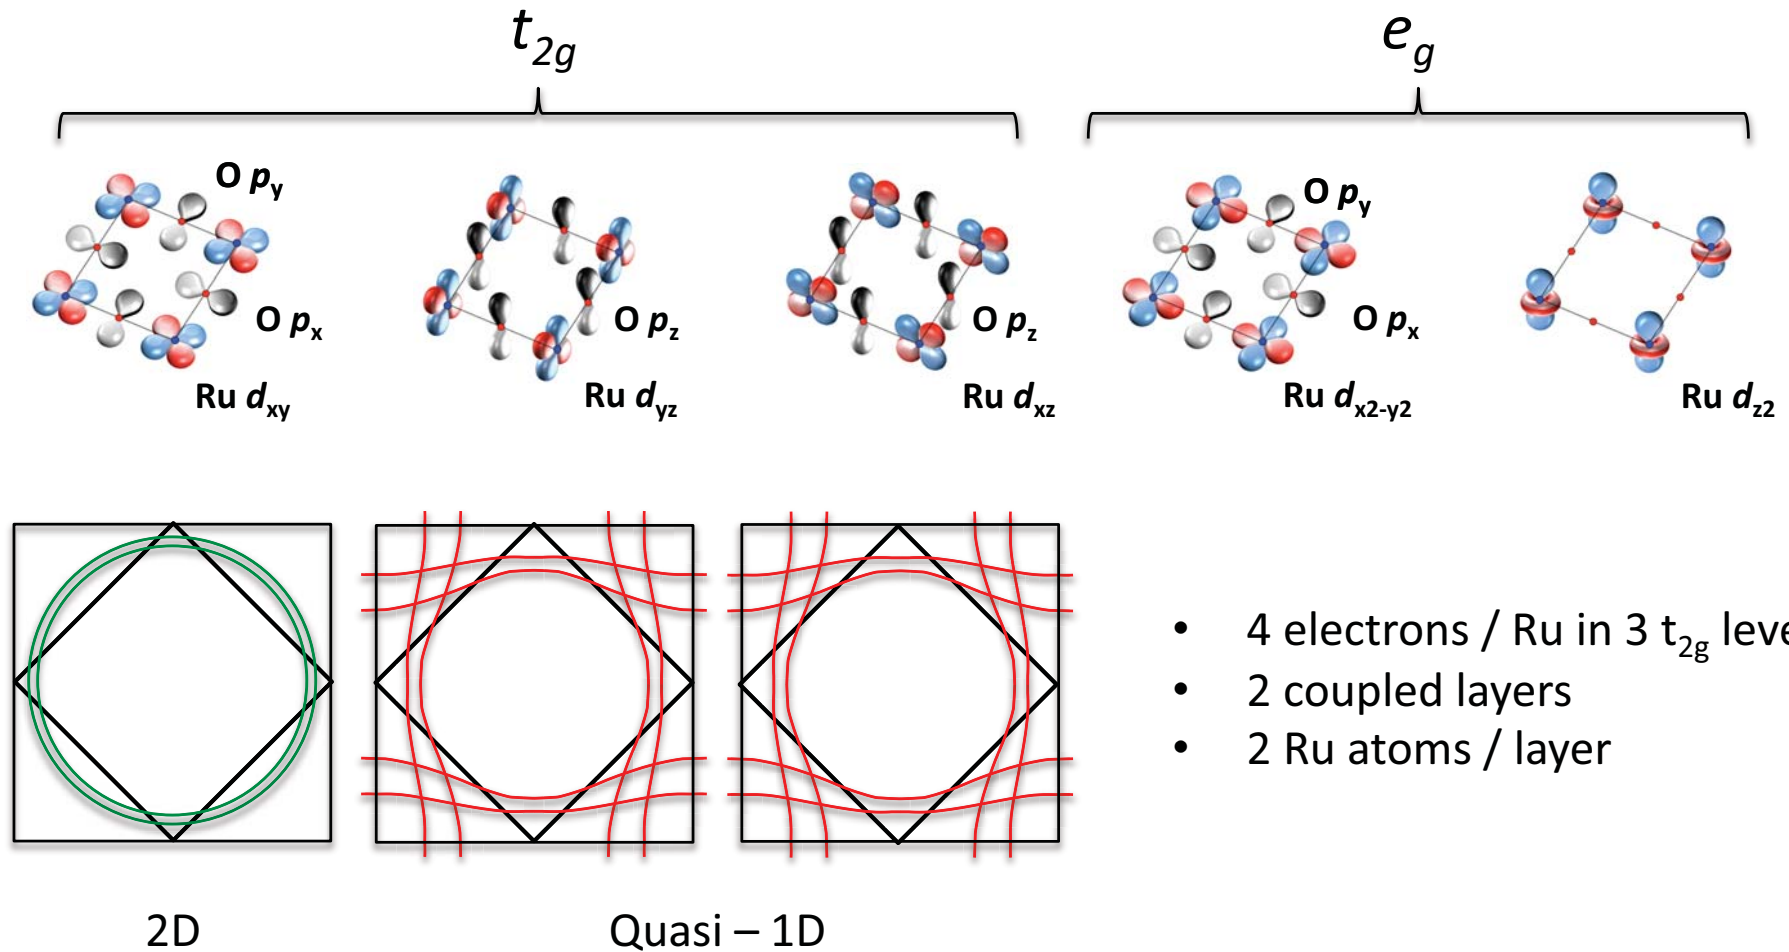 t2g
eg
O py
O px
Ru dxy
O pz
Ru dyz
O pz
Ru dxz
O py
O px
Ru dx2-y2
Ru dz2
• 4 electrons / Ru in 3 t2g leve
• 2 coupled layers
• 2 Ru atoms / layer
2D
Quasi – 1D